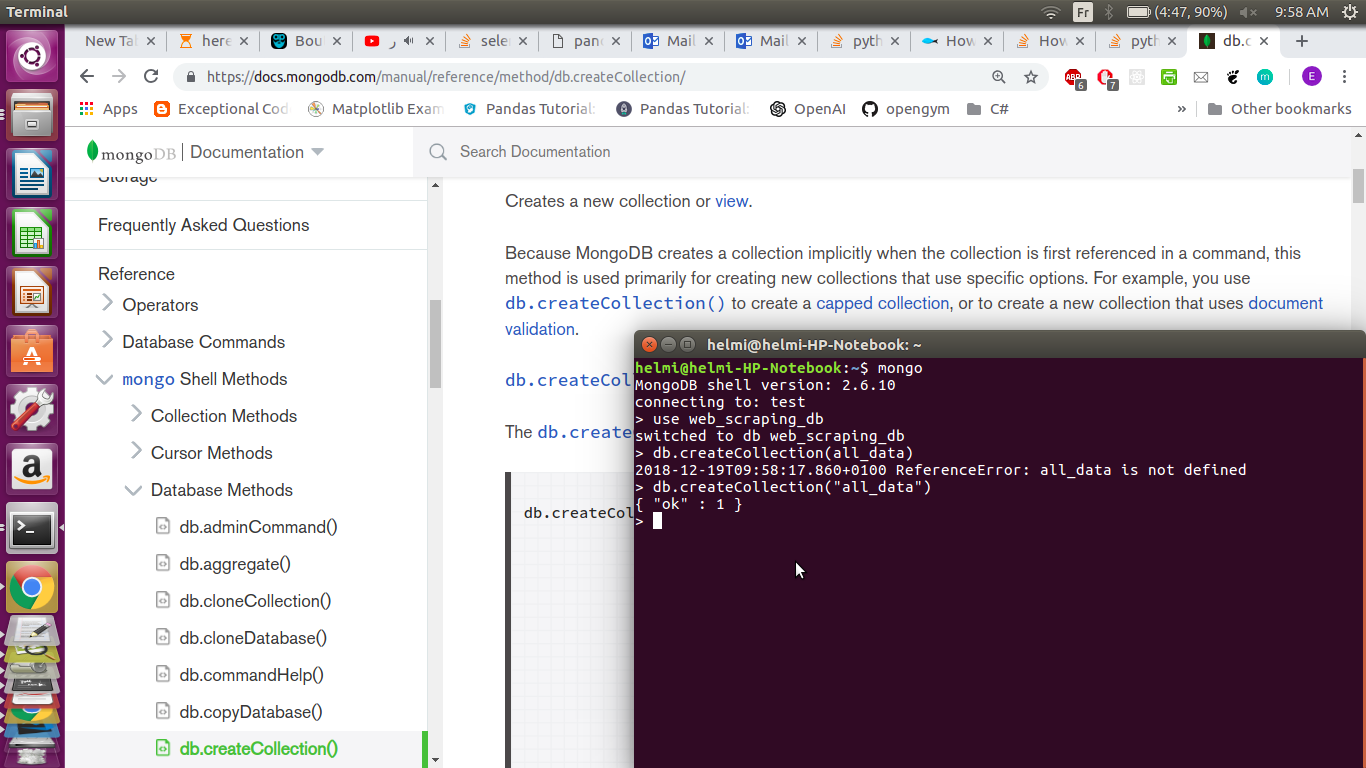 Terminal
Fr
(4:47, 90%)
9:58 AM
New Tab
here
Bou
selen
pand
Mail
Mail
pyth
How
How
pyth
db.c
https://docs.mongodb.com/manual/reference/method/db.createCollection/
ABP
6
7
m
E
Apps
Exceptional Cod
Matplotlib Exam
Pandas Tutorial:
Pandas Tutorial:
OpenAI
opengym
C#
»
Other bookmarks
mongoDB
Documentation
Search Documentation
Storage
Frequently Asked Questions
Reference
Operators
Database Commands
mongo Shell Methods
Collection Methods
Cursor Methods
Database Methods
db.adminCommand()
db.aggregate()
db.cloneCollection()
db.cloneDatabase()
db.commandHelp()
db.copyDatabase()
db.createCollection()
Creates a new collection or view.
Because MongoDB creates a collection implicitly when the collection is first referenced in a command, this
method is used primarily for creating new collections that use specific options. For example, you use
db.createCollection() to create a capped collection, or to create a new collection that uses document
validation.
db.createCol
The db.create
db.createCol
helmi@helmi-HP-Notebook: ~
helmi@helmi-HP-Notebook:~$ mongo
MongoDB shell version: 2.6.10
connecting to: test
> use web_scraping_db
switched to db web_scraping_db
> db.createCollection(all_data)
2018-12-19T09:58:17.860+0100 ReferenceError: all_data is not defined
> db.createCollection("all_data")
{ "ok" : 1 }
>